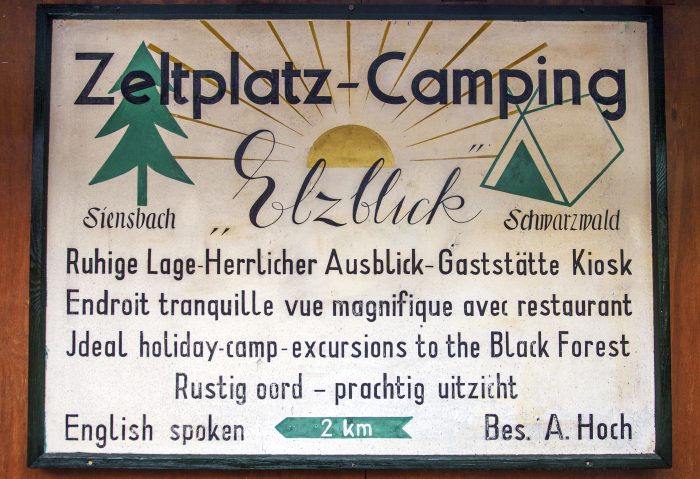 Zeltplatz-Camping
„Elzblick"
Siensbach
Schwarzwald
Ruhige Lage-Herrlicher Ausblick-Gaststätte Kiosk
Endroit tranquille vue magnifique avec restaurant
Jdeal holiday-camp-excursions to the Black Forest
Rustig oord – prachtig uitzicht
English spoken 2 km Bes. A. Hoch